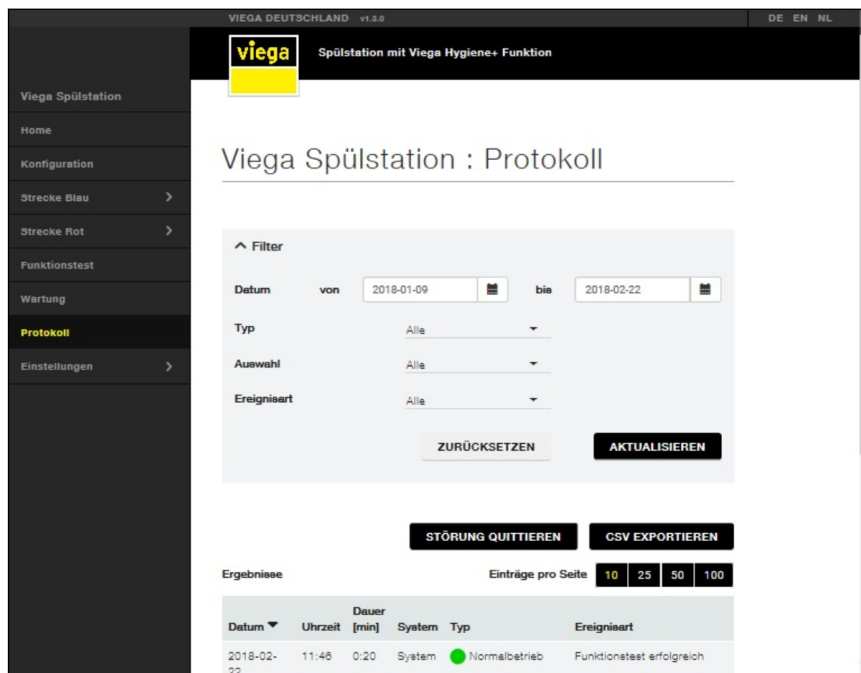 VIEGA DEUTSCHLAND v1.2.0
DE EN NL
viega
Spülstation mit Viega Hygiene+ Funktion
Viega Spülstation
Home
Konfiguration
Strecke Blau
Strecke Rot
Funktionstest
Wartung
Protokoll
Einstellungen
Viega Spülstation : Protokoll
Filter
Datum von 2018-01-09 bis 2018-02-22
Typ Alle
Auswahl Alle
Ereignisart Alle
ZURÜCKSETZEN AKTUALISIEREN
STÖRUNG QUITTIEREN CSV EXPORTIEREN
Ergebnisse Einträge pro Seite 10 25 50 100
Datum Uhrzeit Dauer [min] System Typ Ereignisart
2018-02-22 11:46 0:20 System Normalbetrieb Funktionstest erfolgreich